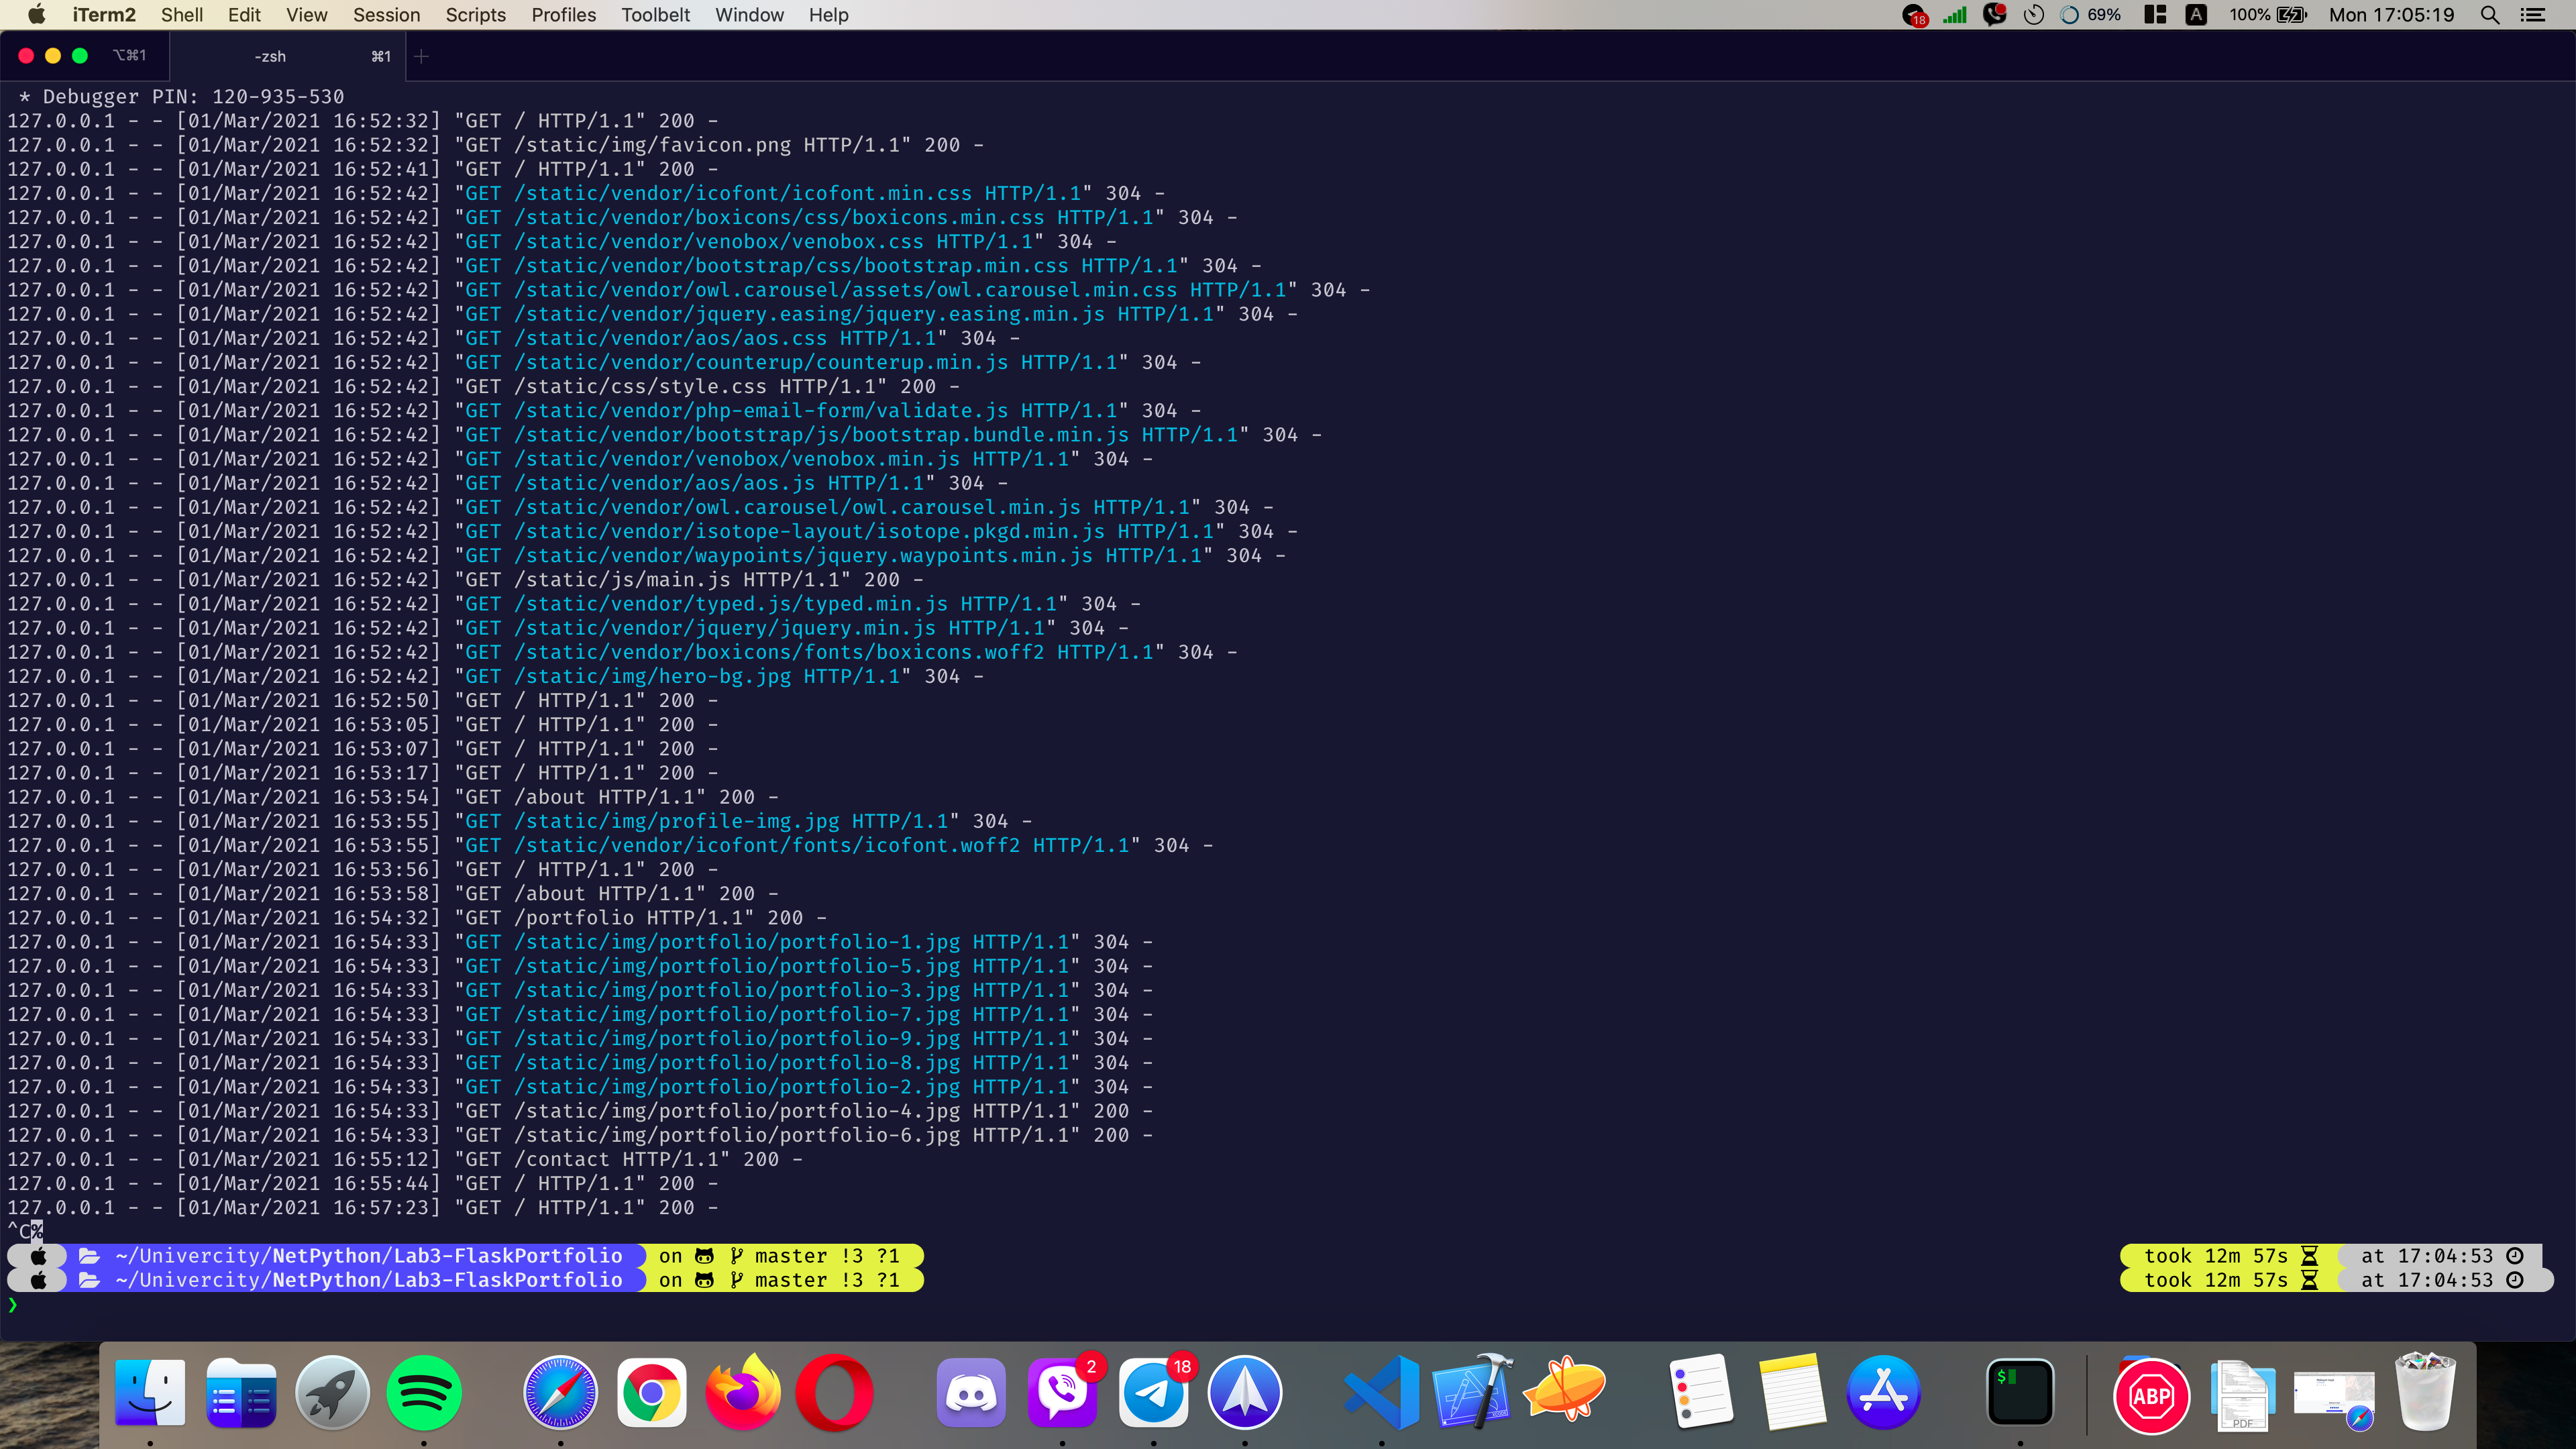 iTerm2 Shell Edit View Session Scripts Profiles Toolbelt Window Help 18 69% A 100% Mon 17:05:19
⌥⌘1 -zsh ⌘1 +
* Debugger PIN: 120-935-530
127.0.0.1 - - [01/Mar/2021 16:52:32] "GET / HTTP/1.1" 200 -
127.0.0.1 - - [01/Mar/2021 16:52:32] "GET /static/img/favicon.png HTTP/1.1" 200 -
127.0.0.1 - - [01/Mar/2021 16:52:41] "GET / HTTP/1.1" 200 -
127.0.0.1 - - [01/Mar/2021 16:52:42] "GET /static/vendor/icofont/icofont.min.css HTTP/1.1" 304 -
127.0.0.1 - - [01/Mar/2021 16:52:42] "GET /static/vendor/boxicons/css/boxicons.min.css HTTP/1.1" 304 -
127.0.0.1 - - [01/Mar/2021 16:52:42] "GET /static/vendor/venobox/venobox.css HTTP/1.1" 304 -
127.0.0.1 - - [01/Mar/2021 16:52:42] "GET /static/vendor/bootstrap/css/bootstrap.min.css HTTP/1.1" 304 -
127.0.0.1 - - [01/Mar/2021 16:52:42] "GET /static/vendor/owl.carousel/assets/owl.carousel.min.css HTTP/1.1" 304 -
127.0.0.1 - - [01/Mar/2021 16:52:42] "GET /static/vendor/jquery.easing/jquery.easing.min.js HTTP/1.1" 304 -
127.0.0.1 - - [01/Mar/2021 16:52:42] "GET /static/vendor/aos/aos.css HTTP/1.1" 304 -
127.0.0.1 - - [01/Mar/2021 16:52:42] "GET /static/vendor/counterup/counterup.min.js HTTP/1.1" 304 -
127.0.0.1 - - [01/Mar/2021 16:52:42] "GET /static/css/style.css HTTP/1.1" 200 -
127.0.0.1 - - [01/Mar/2021 16:52:42] "GET /static/vendor/php-email-form/validate.js HTTP/1.1" 304 -
127.0.0.1 - - [01/Mar/2021 16:52:42] "GET /static/vendor/bootstrap/js/bootstrap.bundle.min.js HTTP/1.1" 304 -
127.0.0.1 - - [01/Mar/2021 16:52:42] "GET /static/vendor/venobox/venobox.min.js HTTP/1.1" 304 -
127.0.0.1 - - [01/Mar/2021 16:52:42] "GET /static/vendor/aos/aos.js HTTP/1.1" 304 -
127.0.0.1 - - [01/Mar/2021 16:52:42] "GET /static/vendor/owl.carousel/owl.carousel.min.js HTTP/1.1" 304 -
127.0.0.1 - - [01/Mar/2021 16:52:42] "GET /static/vendor/isotope-layout/isotope.pkgd.min.js HTTP/1.1" 304 -
127.0.0.1 - - [01/Mar/2021 16:52:42] "GET /static/vendor/waypoints/jquery.waypoints.min.js HTTP/1.1" 304 -
127.0.0.1 - - [01/Mar/2021 16:52:42] "GET /static/js/main.js HTTP/1.1" 200 -
127.0.0.1 - - [01/Mar/2021 16:52:42] "GET /static/vendor/typed.js/typed.min.js HTTP/1.1" 304 -
127.0.0.1 - - [01/Mar/2021 16:52:42] "GET /static/vendor/jquery/jquery.min.js HTTP/1.1" 304 -
127.0.0.1 - - [01/Mar/2021 16:52:42] "GET /static/vendor/boxicons/fonts/boxicons.woff2 HTTP/1.1" 304 -
127.0.0.1 - - [01/Mar/2021 16:52:42] "GET /static/img/hero-bg.jpg HTTP/1.1" 304 -
127.0.0.1 - - [01/Mar/2021 16:52:50] "GET / HTTP/1.1" 200 -
127.0.0.1 - - [01/Mar/2021 16:53:05] "GET / HTTP/1.1" 200 -
127.0.0.1 - - [01/Mar/2021 16:53:07] "GET / HTTP/1.1" 200 -
127.0.0.1 - - [01/Mar/2021 16:53:17] "GET / HTTP/1.1" 200 -
127.0.0.1 - - [01/Mar/2021 16:53:54] "GET /about HTTP/1.1" 200 -
127.0.0.1 - - [01/Mar/2021 16:53:55] "GET /static/img/profile-img.jpg HTTP/1.1" 304 -
127.0.0.1 - - [01/Mar/2021 16:53:55] "GET /static/vendor/icofont/fonts/icofont.woff2 HTTP/1.1" 304 -
127.0.0.1 - - [01/Mar/2021 16:53:56] "GET / HTTP/1.1" 200 -
127.0.0.1 - - [01/Mar/2021 16:53:58] "GET /about HTTP/1.1" 200 -
127.0.0.1 - - [01/Mar/2021 16:54:32] "GET /portfolio HTTP/1.1" 200 -
127.0.0.1 - - [01/Mar/2021 16:54:33] "GET /static/img/portfolio/portfolio-1.jpg HTTP/1.1" 304 -
127.0.0.1 - - [01/Mar/2021 16:54:33] "GET /static/img/portfolio/portfolio-5.jpg HTTP/1.1" 304 -
127.0.0.1 - - [01/Mar/2021 16:54:33] "GET /static/img/portfolio/portfolio-3.jpg HTTP/1.1" 304 -
127.0.0.1 - - [01/Mar/2021 16:54:33] "GET /static/img/portfolio/portfolio-7.jpg HTTP/1.1" 304 -
127.0.0.1 - - [01/Mar/2021 16:54:33] "GET /static/img/portfolio/portfolio-9.jpg HTTP/1.1" 304 -
127.0.0.1 - - [01/Mar/2021 16:54:33] "GET /static/img/portfolio/portfolio-8.jpg HTTP/1.1" 304 -
127.0.0.1 - - [01/Mar/2021 16:54:33] "GET /static/img/portfolio/portfolio-2.jpg HTTP/1.1" 304 -
127.0.0.1 - - [01/Mar/2021 16:54:33] "GET /static/img/portfolio/portfolio-4.jpg HTTP/1.1" 200 -
127.0.0.1 - - [01/Mar/2021 16:54:33] "GET /static/img/portfolio/portfolio-6.jpg HTTP/1.1" 200 -
127.0.0.1 - - [01/Mar/2021 16:55:12] "GET /contact HTTP/1.1" 200 -
127.0.0.1 - - [01/Mar/2021 16:55:44] "GET / HTTP/1.1" 200 -
127.0.0.1 - - [01/Mar/2021 16:57:23] "GET / HTTP/1.1" 200 -
^C%
~/Univercity/NetPython/Lab3-FlaskPortfolio on master !3 ?1 took 12m 57s at 17:04:53
~/Univercity/NetPython/Lab3-FlaskPortfolio on master !3 ?1 took 12m 57s at 17:04:53
❯
2 18 $ ABP PDF